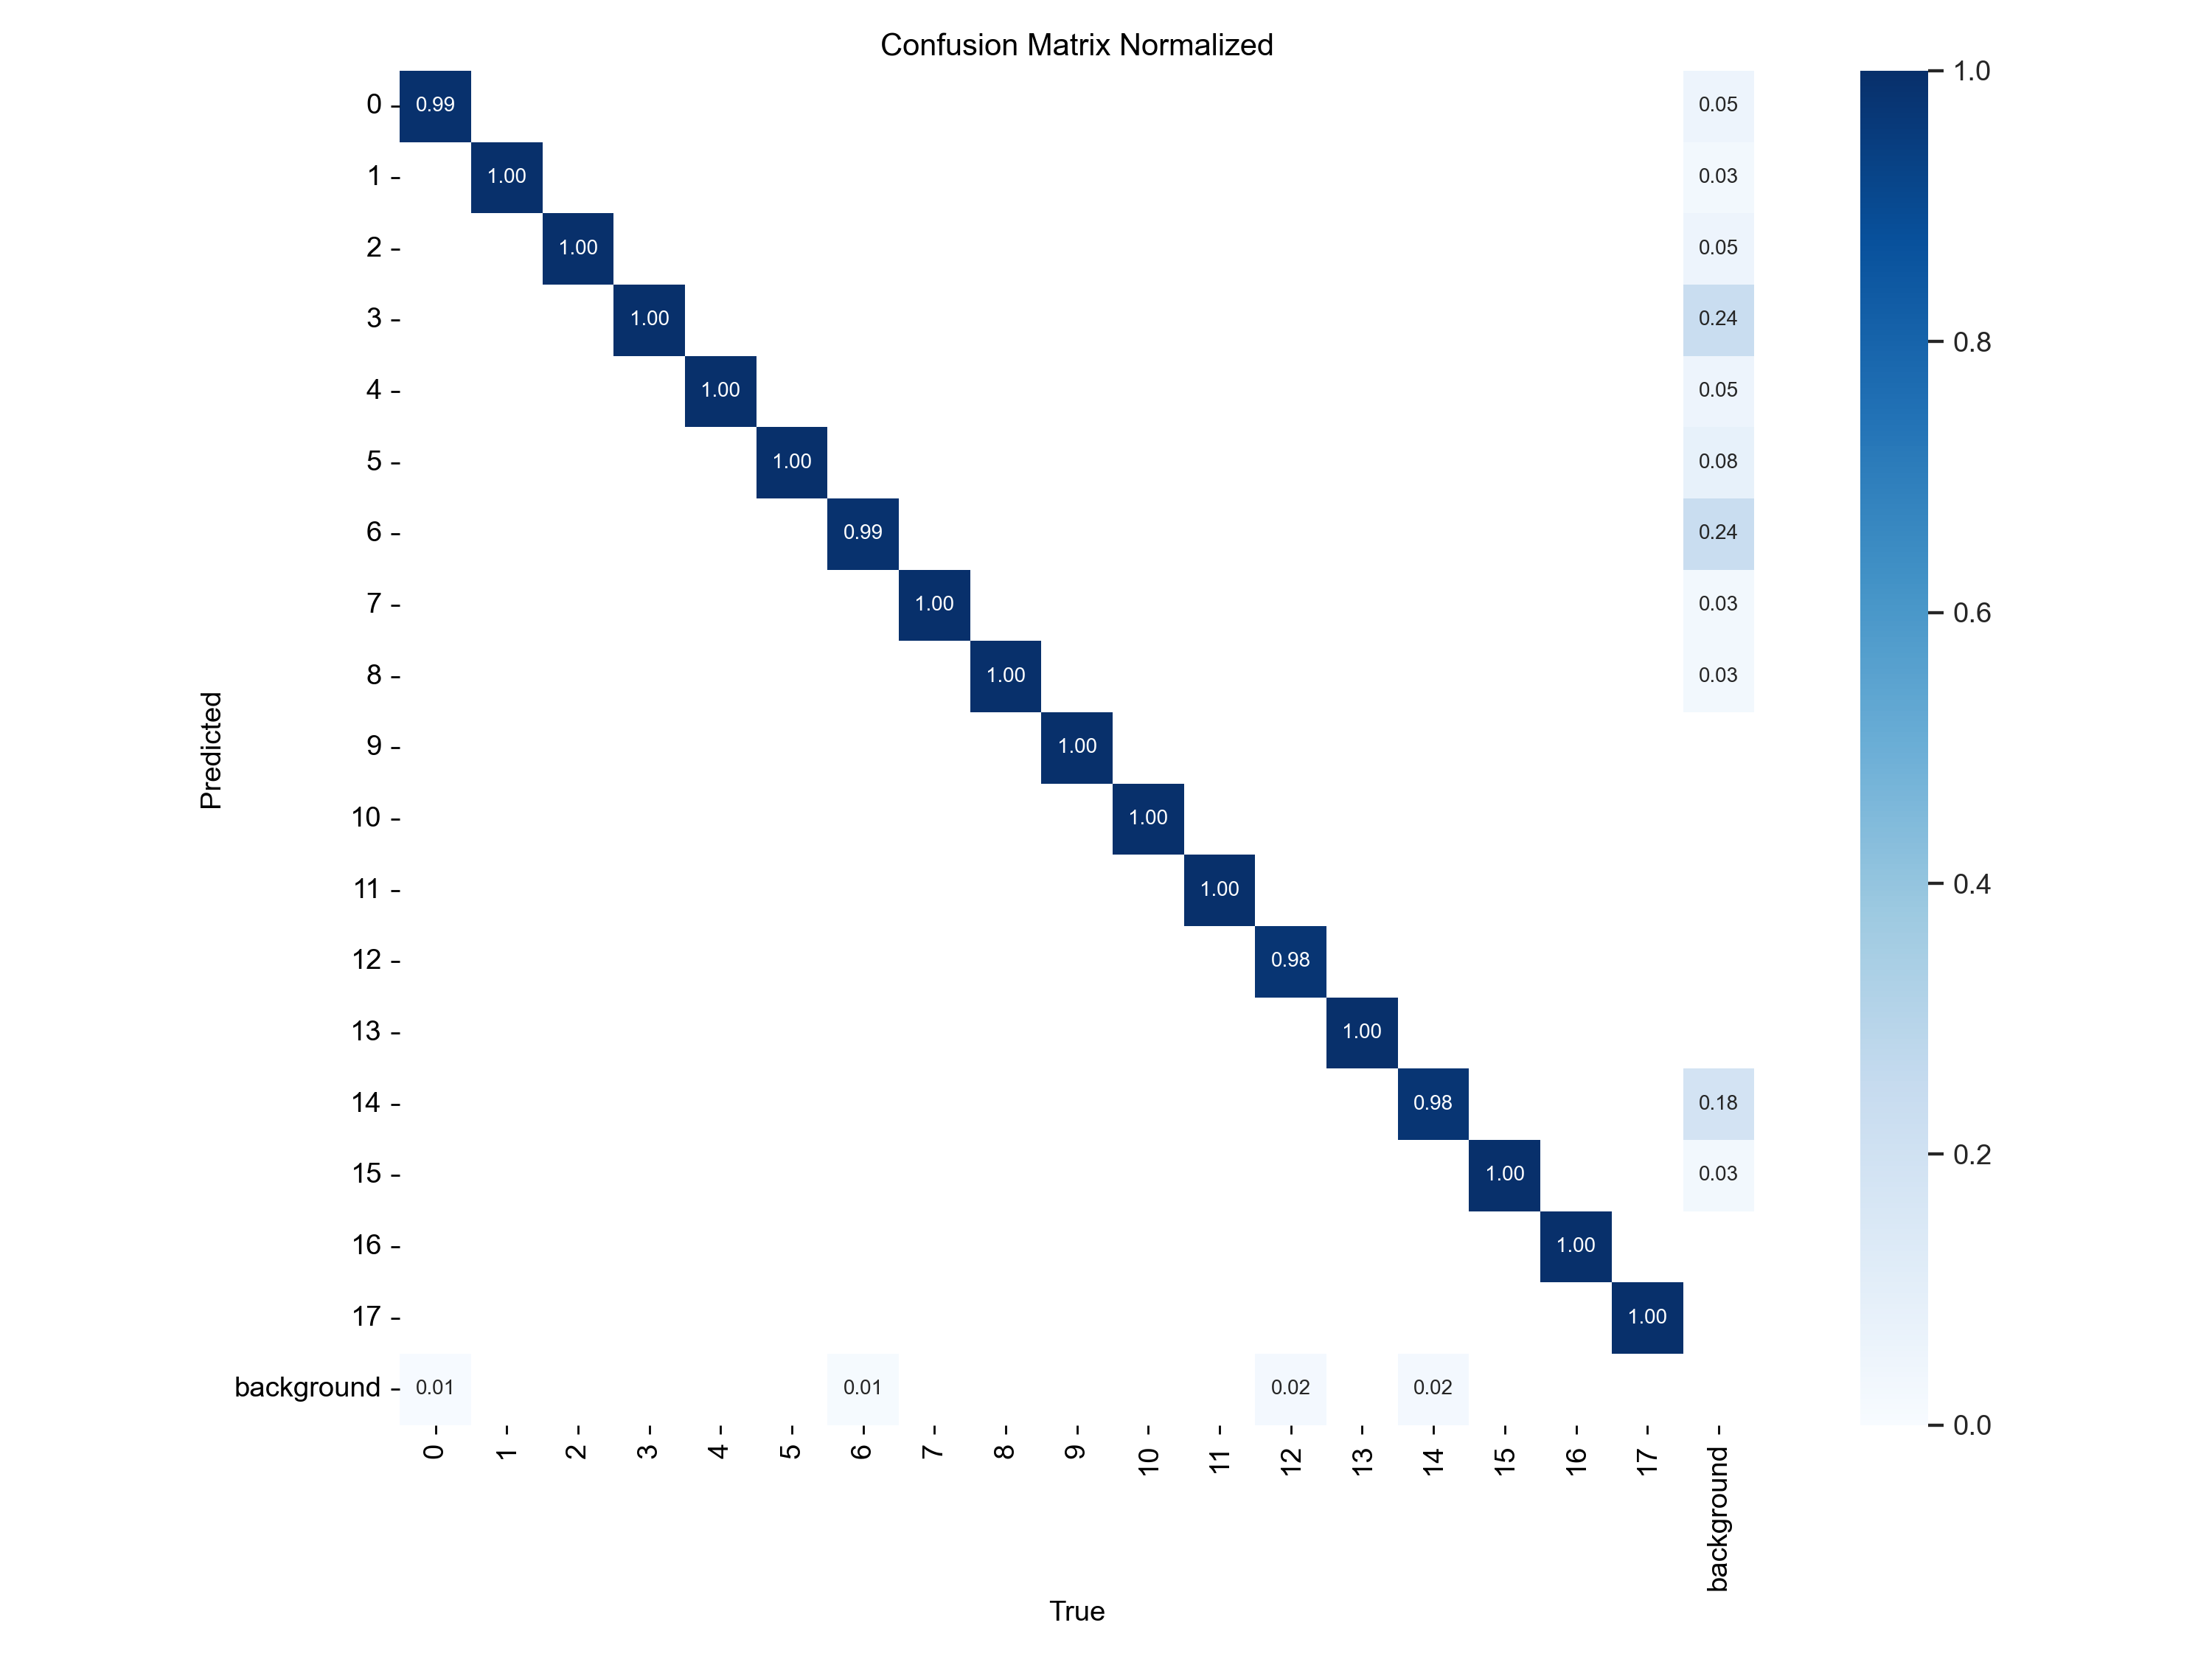 Confusion Matrix Normalized
0 0.99 0.05 1.0
1 1.00 0.03
2 1.00 0.05
3 1.00 0.24 0.8
4 1.00 0.05
5 1.00 0.08
6 0.99 0.24
7 1.00 0.03 0.6
8 1.00 0.03
9 1.00
10 1.00
11 1.00 0.4
12 0.98
13 1.00
14 0.98 0.18
15 1.00 0.03 0.2
16 1.00
17 1.00
background 0.01 0.01 0.02 0.02 0.0
0 1 2 3 4 5 6 7 8 9 10 11 12 13 14 15 16 17 background
Predicted
True